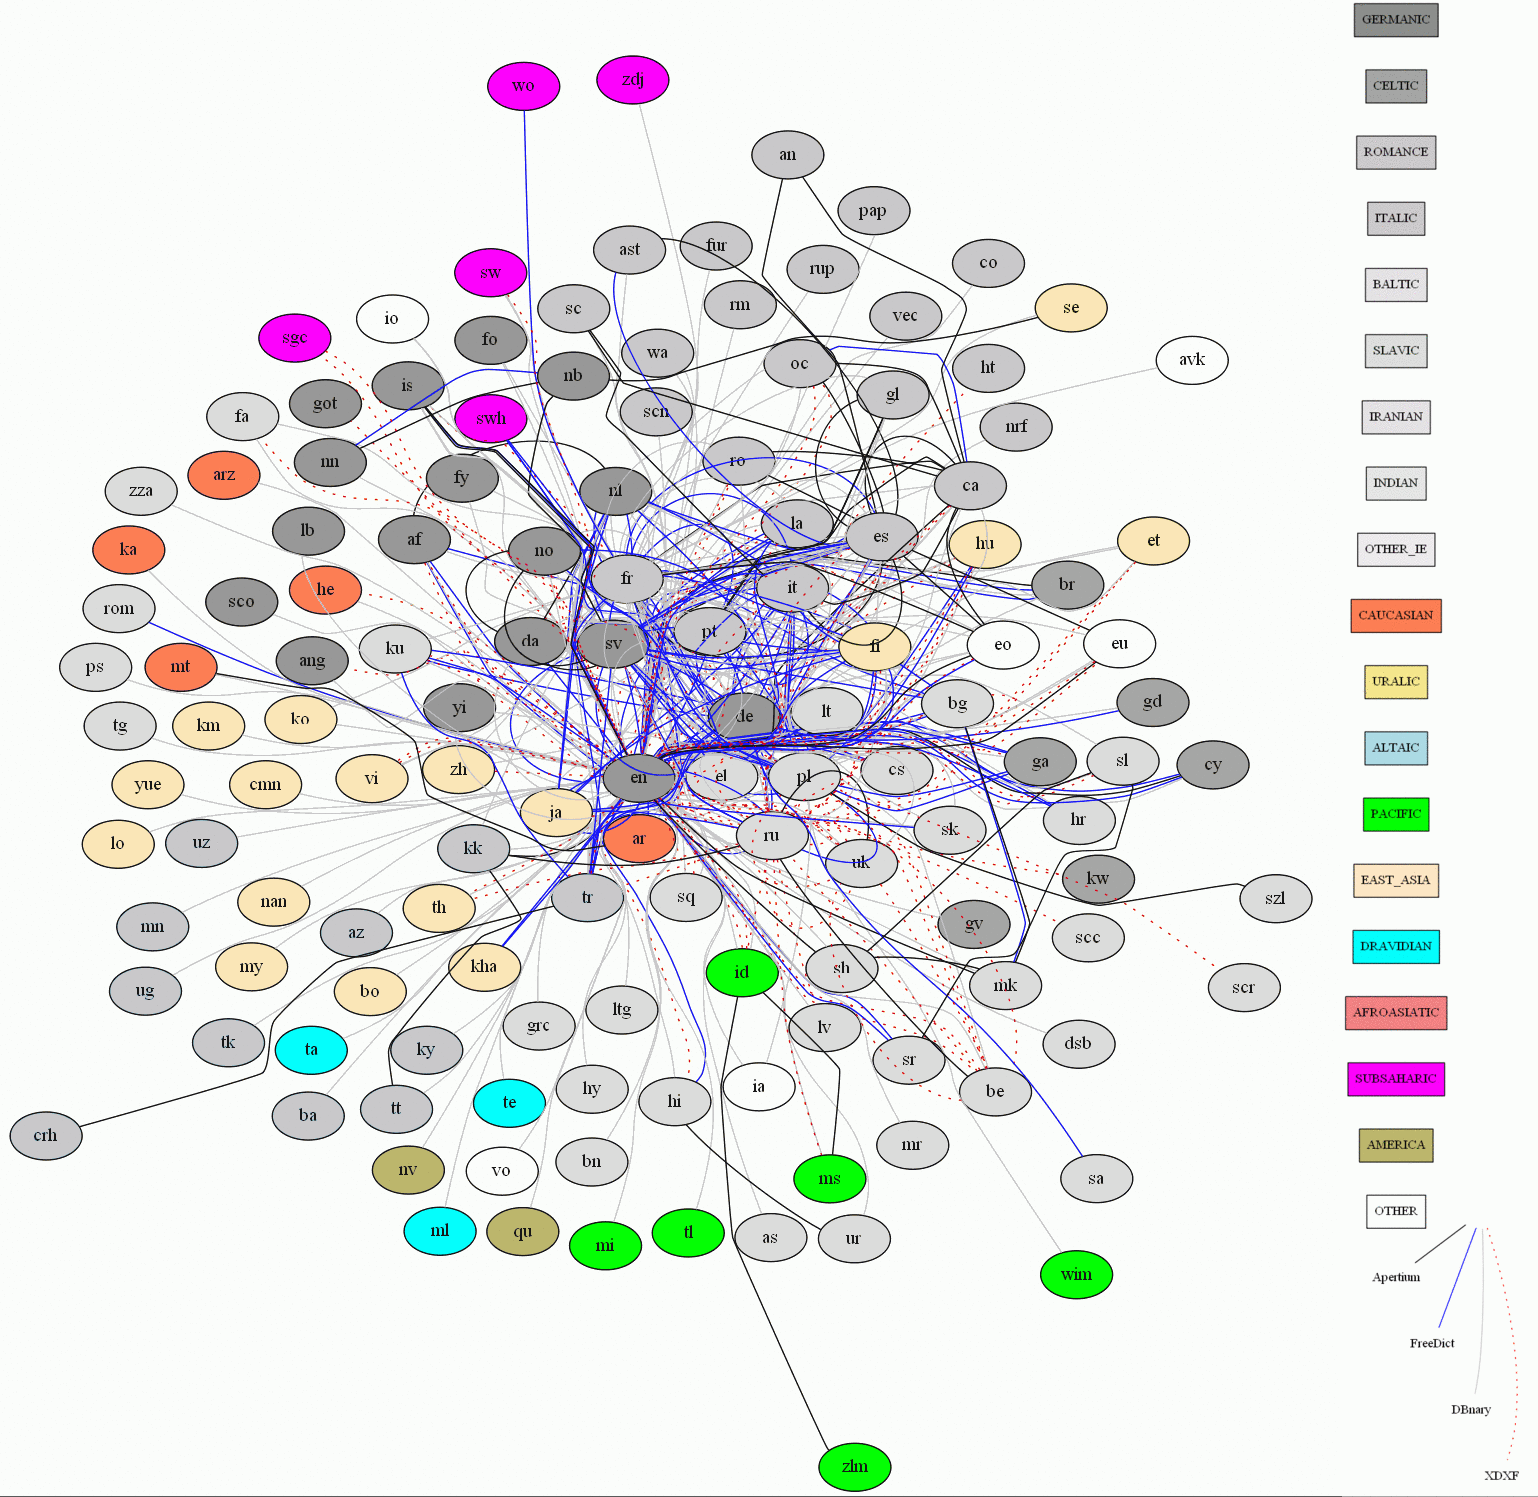 GERMANIC
wo
zdj
CELTIC
an
ROMANCE
pap
ITALIC
ast
fur
rup
co
sw
BALTIC
io
sc
rm
vec
se
sgc
fo
wa
oc
ht
avk
SLAVIC
is
nb
gl
got
fa
swh
scn
nrf
IRANIAN
nn
arz
fy
ro
zza
nl
ca
INDIAN
lb
af
la
es
hu
et
ka
no
OTHER_IE
he
fr
it
br
rom
sco
CAUCASIAN
da
sv
pt
fi
eo
eu
ku
ps
mt
ang
URALIC
yi
de
lt
bg
gd
tg
km
ko
ALTAIC
yue
cmn
vi
zh
en
el
pl
cs
ga
sl
cy
lo
uz
ja
ar
ru
sk
hr
PACIFIC
kk
uk
kw
EAST_ASIA
nan
th
tr
sq
szl
mn
az
gv
scc
DRAVIDIAN
my
kha
id
sh
ug
bo
mk
scr
AFROASIATIC
tk
ta
ky
grc
ltg
lv
sr
dsb
SUBSAHARIC
crh
ba
tt
te
hy
hi
ia
be
AMERICA
nv
vo
bn
ms
mr
sa
OTHER
ml
qu
mi
tl
as
ur
wim
Apertium
FreeDict
DBnary
zlm
XDXF